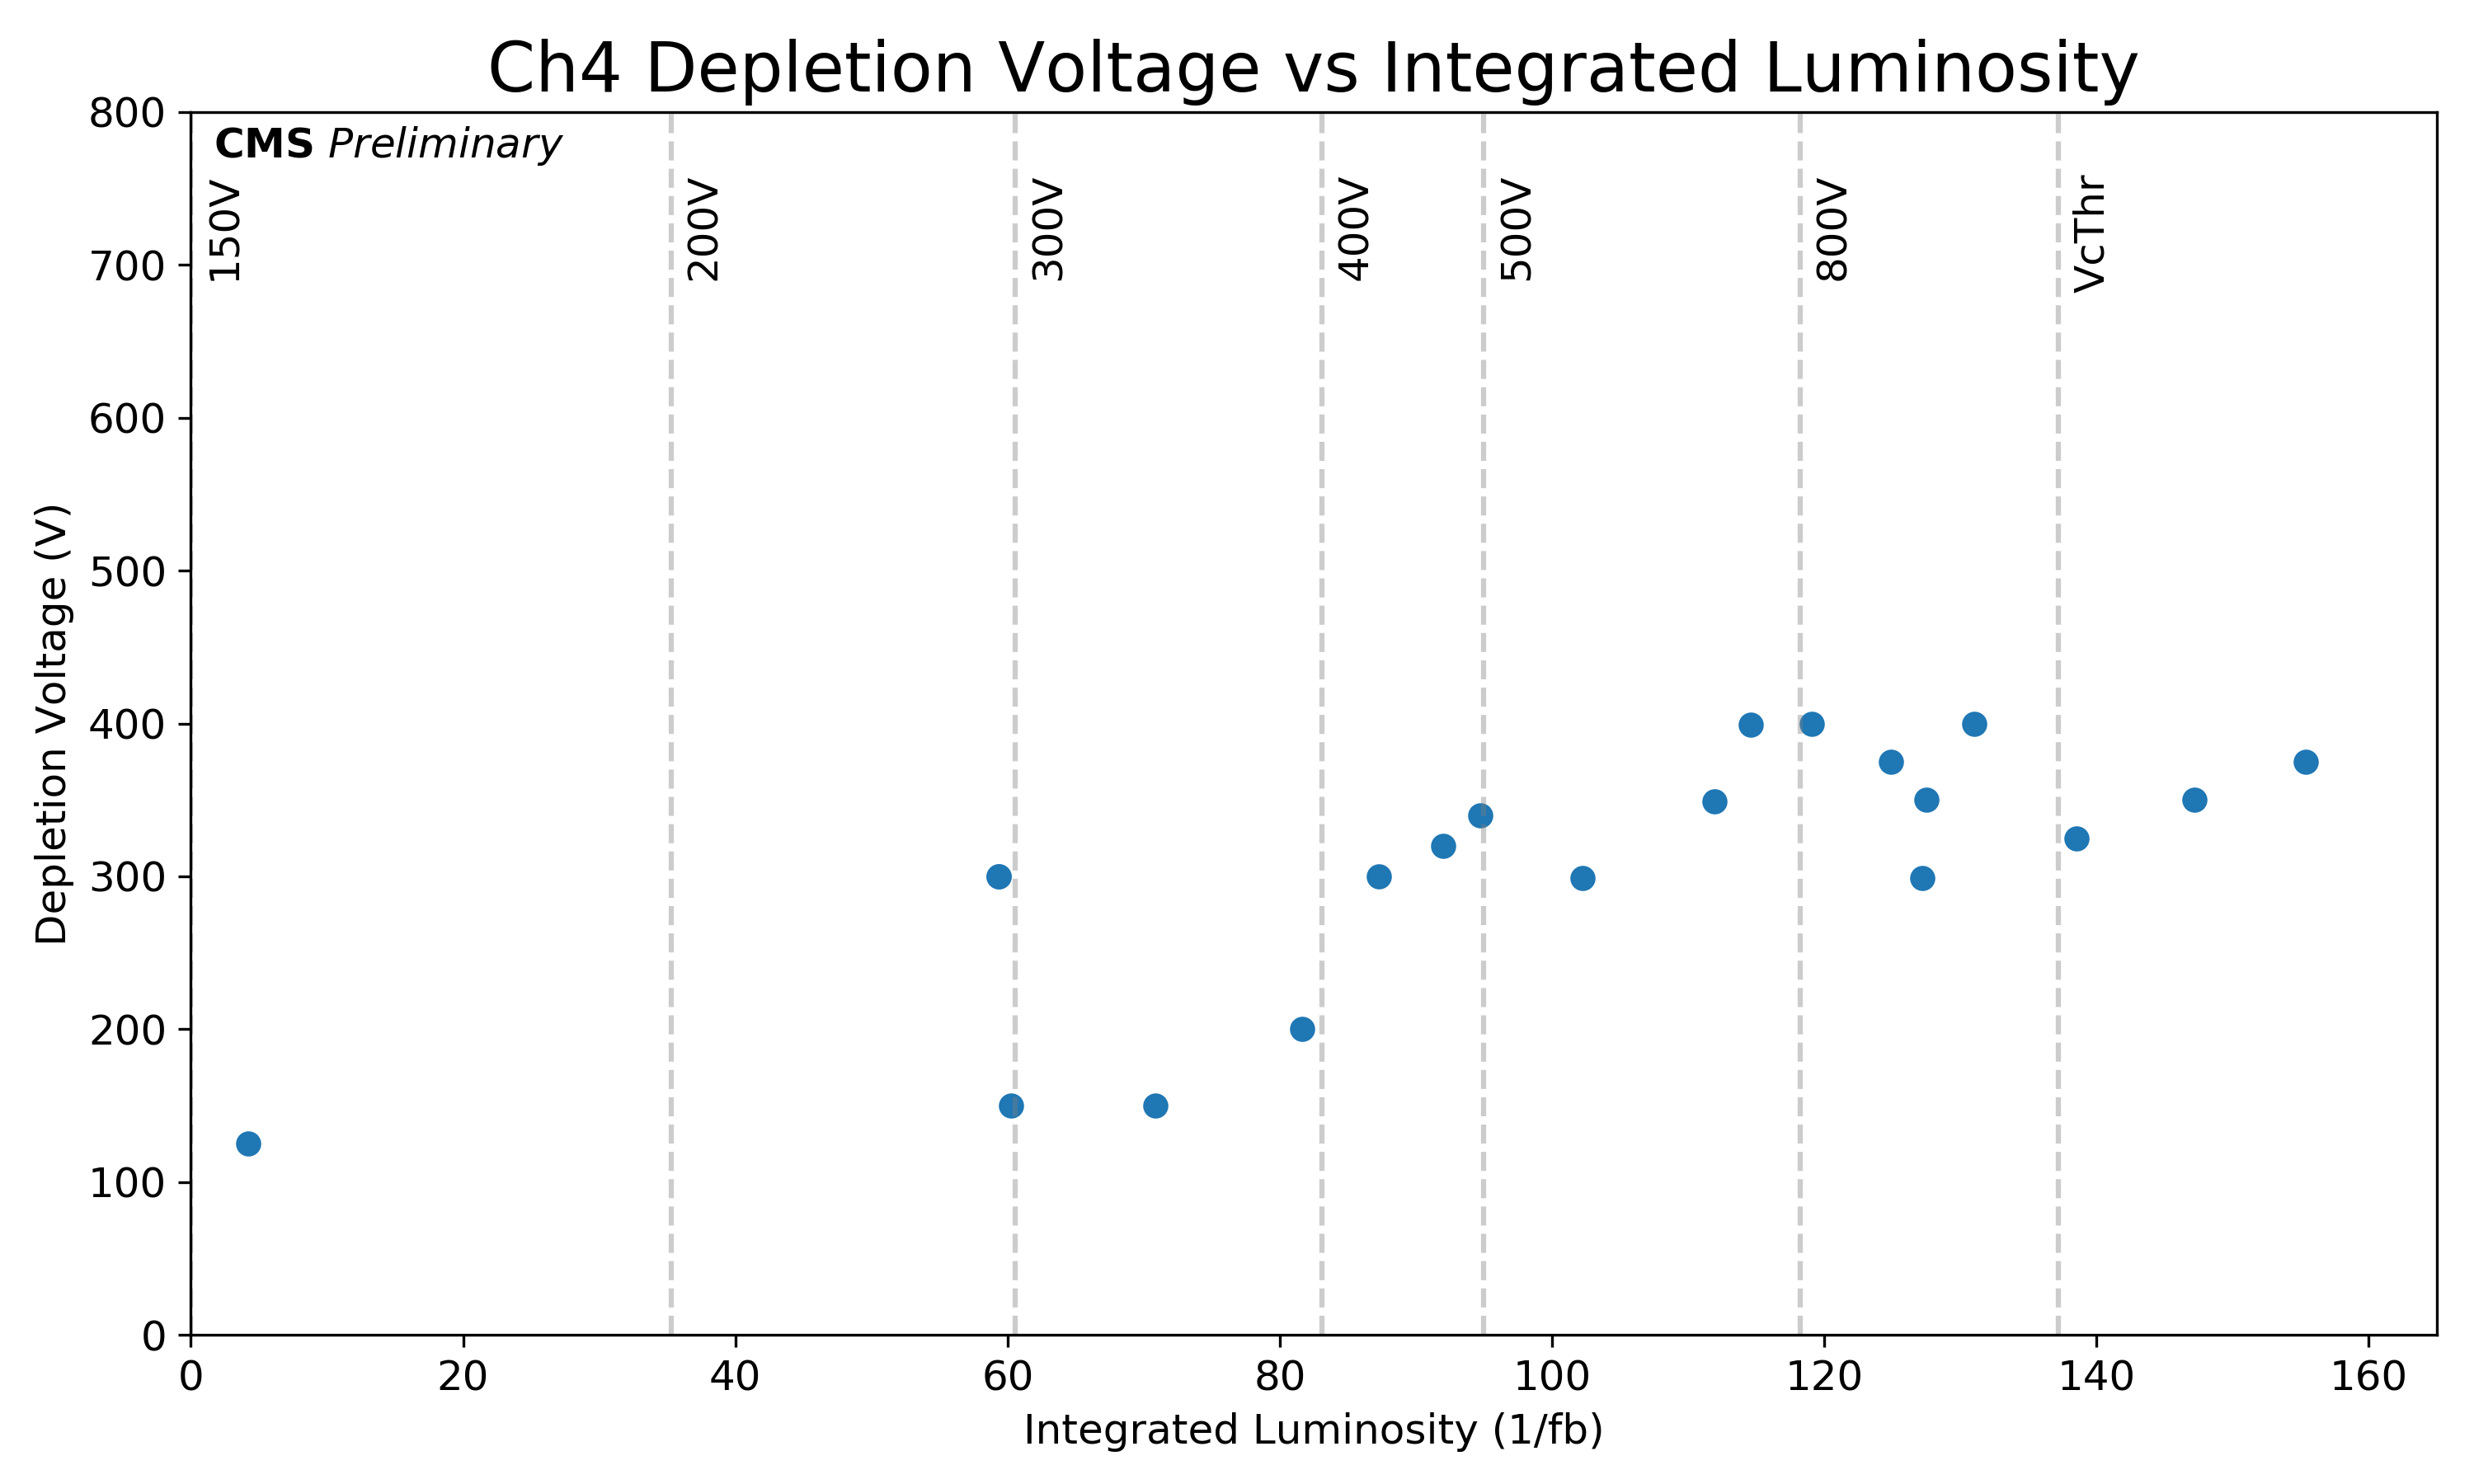 Ch4 Depletion Voltage vs Integrated Luminosity
CMS Preliminary
150V
200V
300V
400V
500V
800V
VcThr
Depletion Voltage (V)
800
700
600
500
400
300
200
100
0
0 20 40 60 80 100 120 140 160
Integrated Luminosity (1/fb)